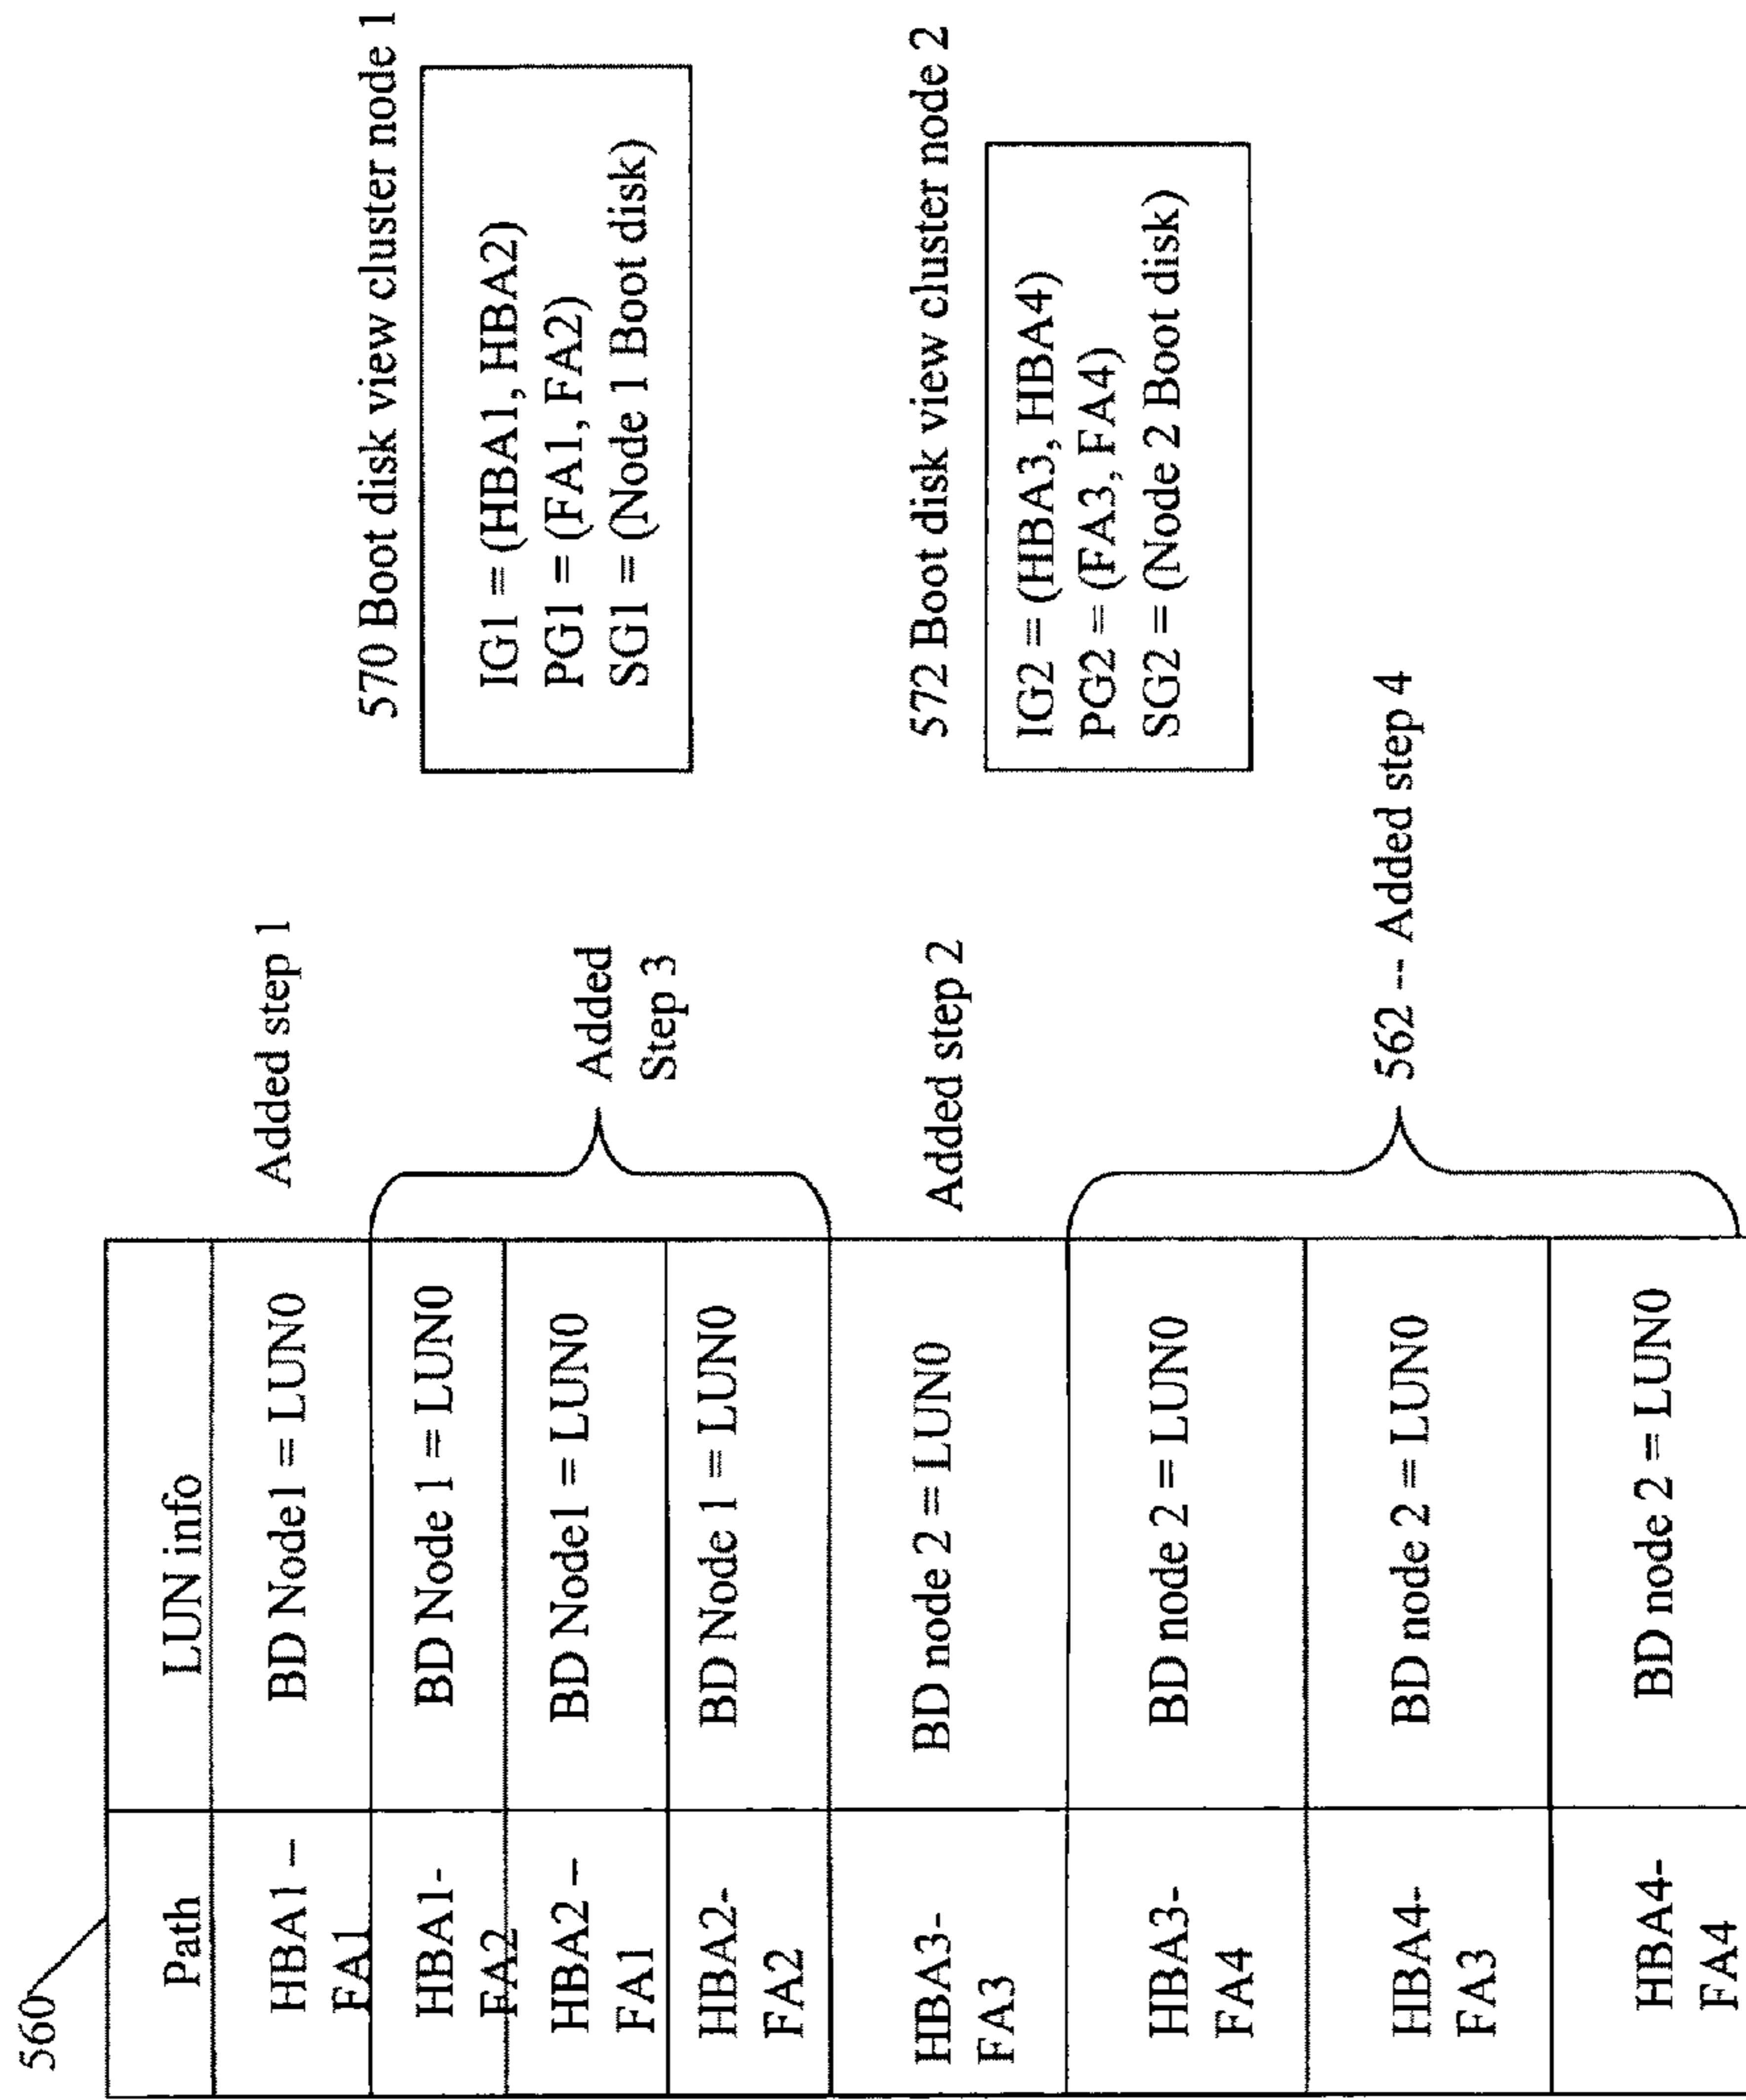 560
Path
LUN info
HBA1 –
FA1
BD Node1 = LUN0
Added step 1
HBA1-
FA2
BD Node 1 = LUN0
HBA2 –
FA1
BD Node1 = LUN0
Added
Step 3
HBA2-
FA2
BD Node 1 = LUN0
HBA3-
FA3
BD node 2 = LUN0
Added step 2
HBA3-
FA4
BD node 2 = LUN0
HBA4-
FA3
BD node 2 = LUN0
562 -- Added step 4
HBA4-
FA4
BD node 2 = LUN0
570 Boot disk view cluster node 1
IG1 = (HBA1, HBA2)
PG1 = (FA1, FA2)
SG1 = (Node 1 Boot disk)
572 Boot disk view cluster node 2
IG2 = (HBA3, HBA4)
PG2 = (FA3, FA4)
SG2 = (Node 2 Boot disk)